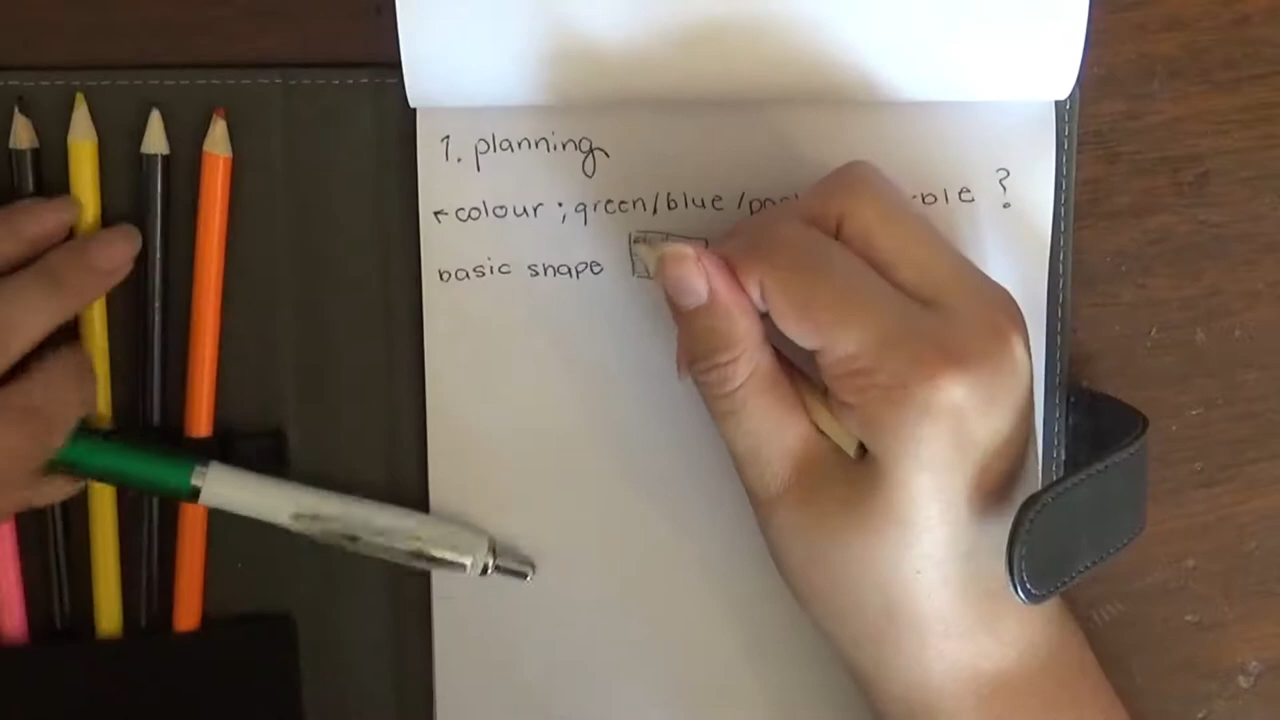 1. planning
colour ; green/blue / ?
basic shape